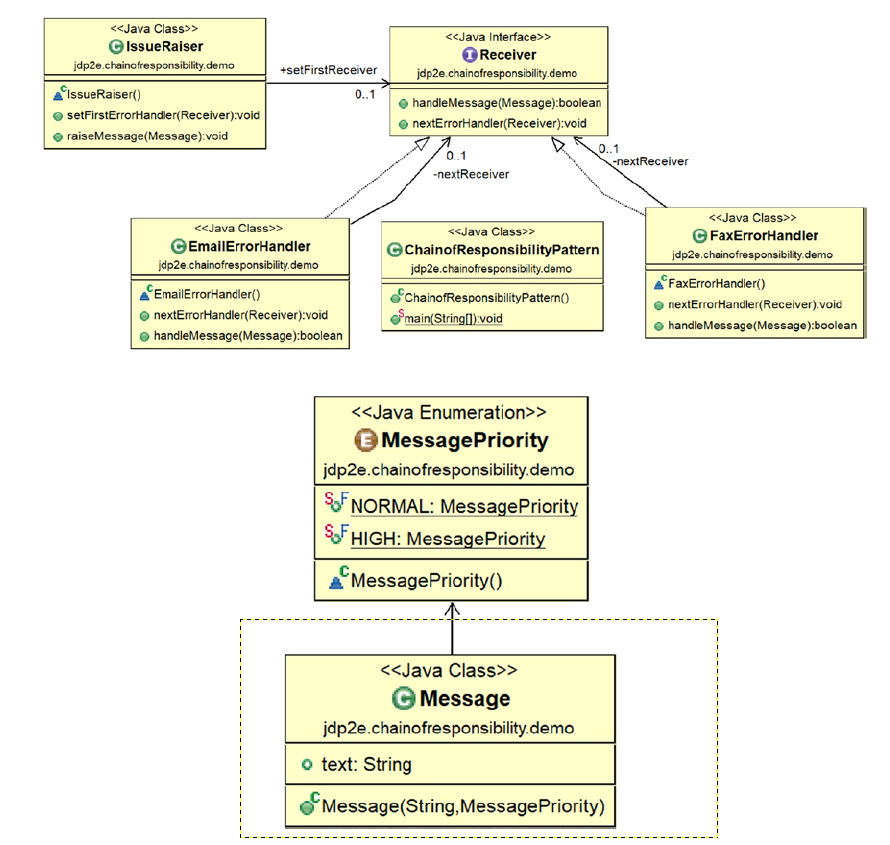 <<Java Class>>
IssueRaiser
jdp2e.chainofresponsibility.demo
IssueRaiser()
setFirstErrorHandler(Receiver):void
raiseMessage(Message):void
+setFirstReceiver
0..1
<<Java Interface>>
Receiver
jdp2e.chainofresponsibility.demo
handleMessage(Message):boolean
nextErrorHandler(Receiver):void
0..1
-nextReceiver
0..1
-nextReceiver
<<Java Class>>
EmailErrorHandler
jdp2e.chainofresponsibility.demo
EmailErrorHandler()
nextErrorHandler(Receiver):void
handleMessage(Message):boolean
<<Java Class>>
ChainofResponsibilityPattern
jdp2e.chainofresponsibility.demo
ChainofResponsibilityPattern()
main(String[]):void
<<Java Class>>
FaxErrorHandler
jdp2e.chainofresponsibility.demo
FaxErrorHandler()
nextErrorHandler(Receiver):void
handleMessage(Message):boolean
<<Java Enumeration>>
MessagePriority
jdp2e.chainofresponsibility.demo
NORMAL: MessagePriority
HIGH: MessagePriority
MessagePriority()
<<Java Class>>
Message
jdp2e.chainofresponsibility.demo
text: String
Message(String,MessagePriority)